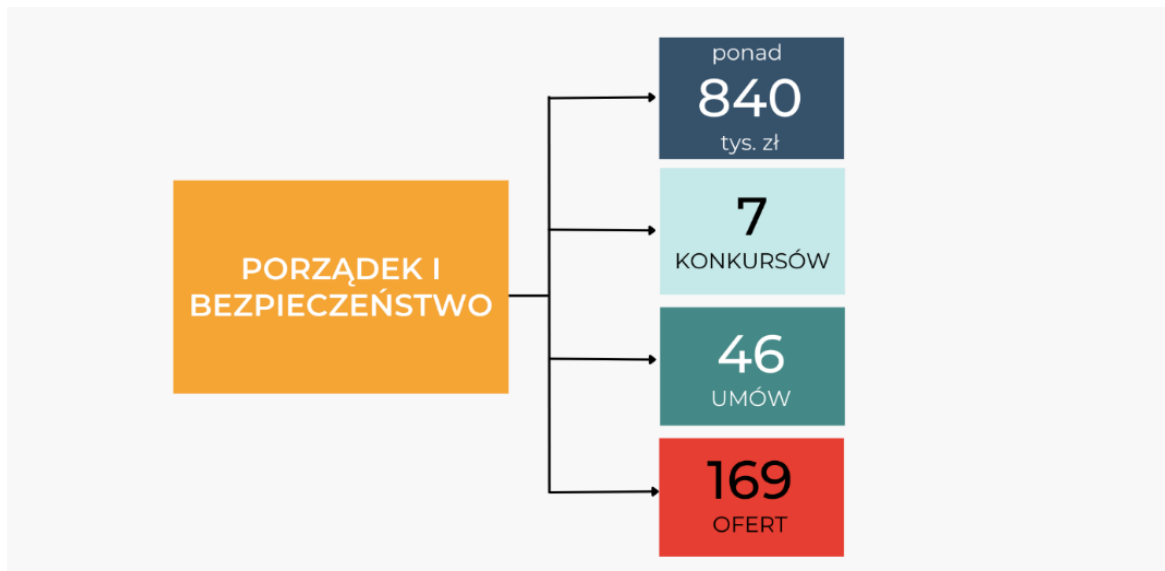 PORZĄDEK I
BEZPIECZEŃSTWO
ponad
840
tys. zł
7
KONKURSÓW
46
UMÓW
169
OFERT